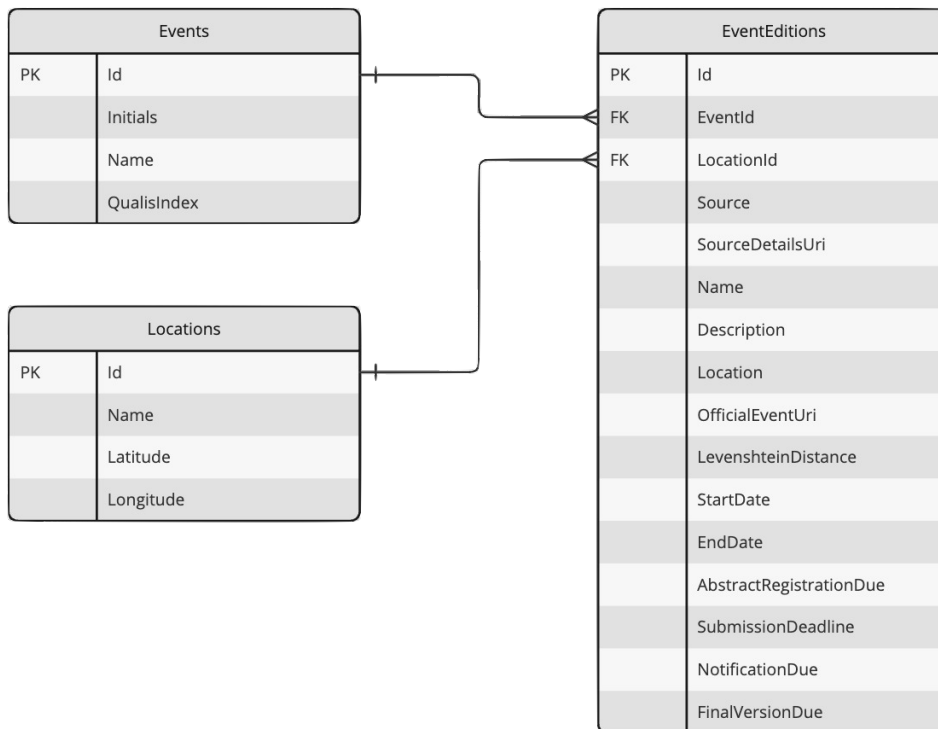 Events
PK Id
Initials
Name
QualisIndex
Locations
PK Id
Name
Latitude
Longitude
EventEditions
PK Id
FK EventId
FK LocationId
Source
SourceDetailsUri
Name
Description
Location
OfficialEventUri
LevenshteinDistance
StartDate
EndDate
AbstractRegistrationDue
SubmissionDeadline
NotificationDue
FinalVersionDue